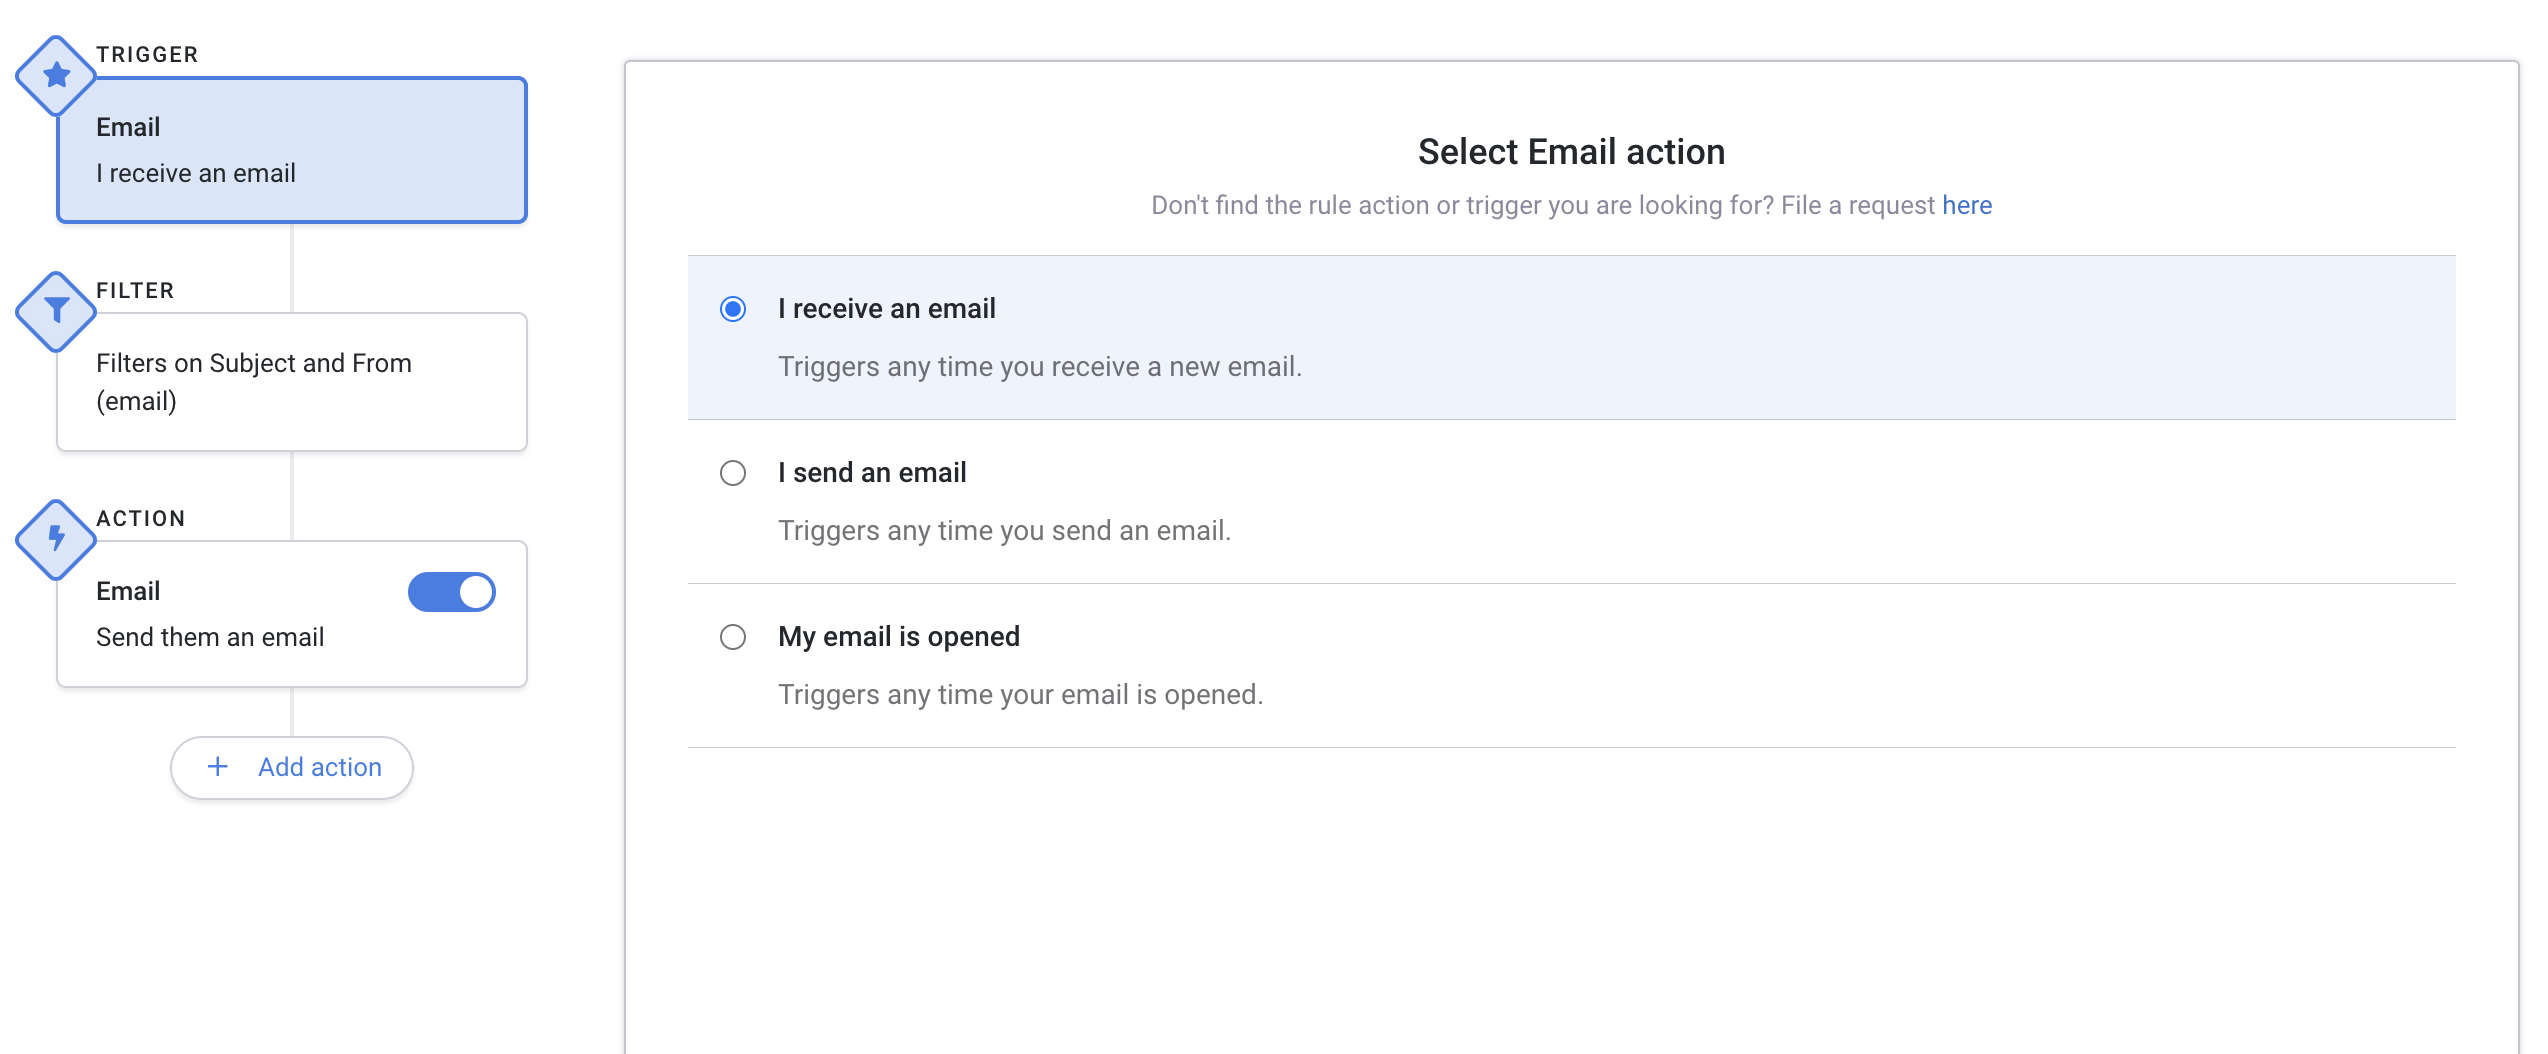 TRIGGER
Email
I receive an email
FILTER
Filters on Subject and From
(email)
ACTION
Email
Send them an email
Add action
Select Email action
Don't find the rule action or trigger you are looking for? File a request here
I receive an email
Triggers any time you receive a new email.
I send an email
Triggers any time you send an email.
My email is opened
Triggers any time your email is opened.